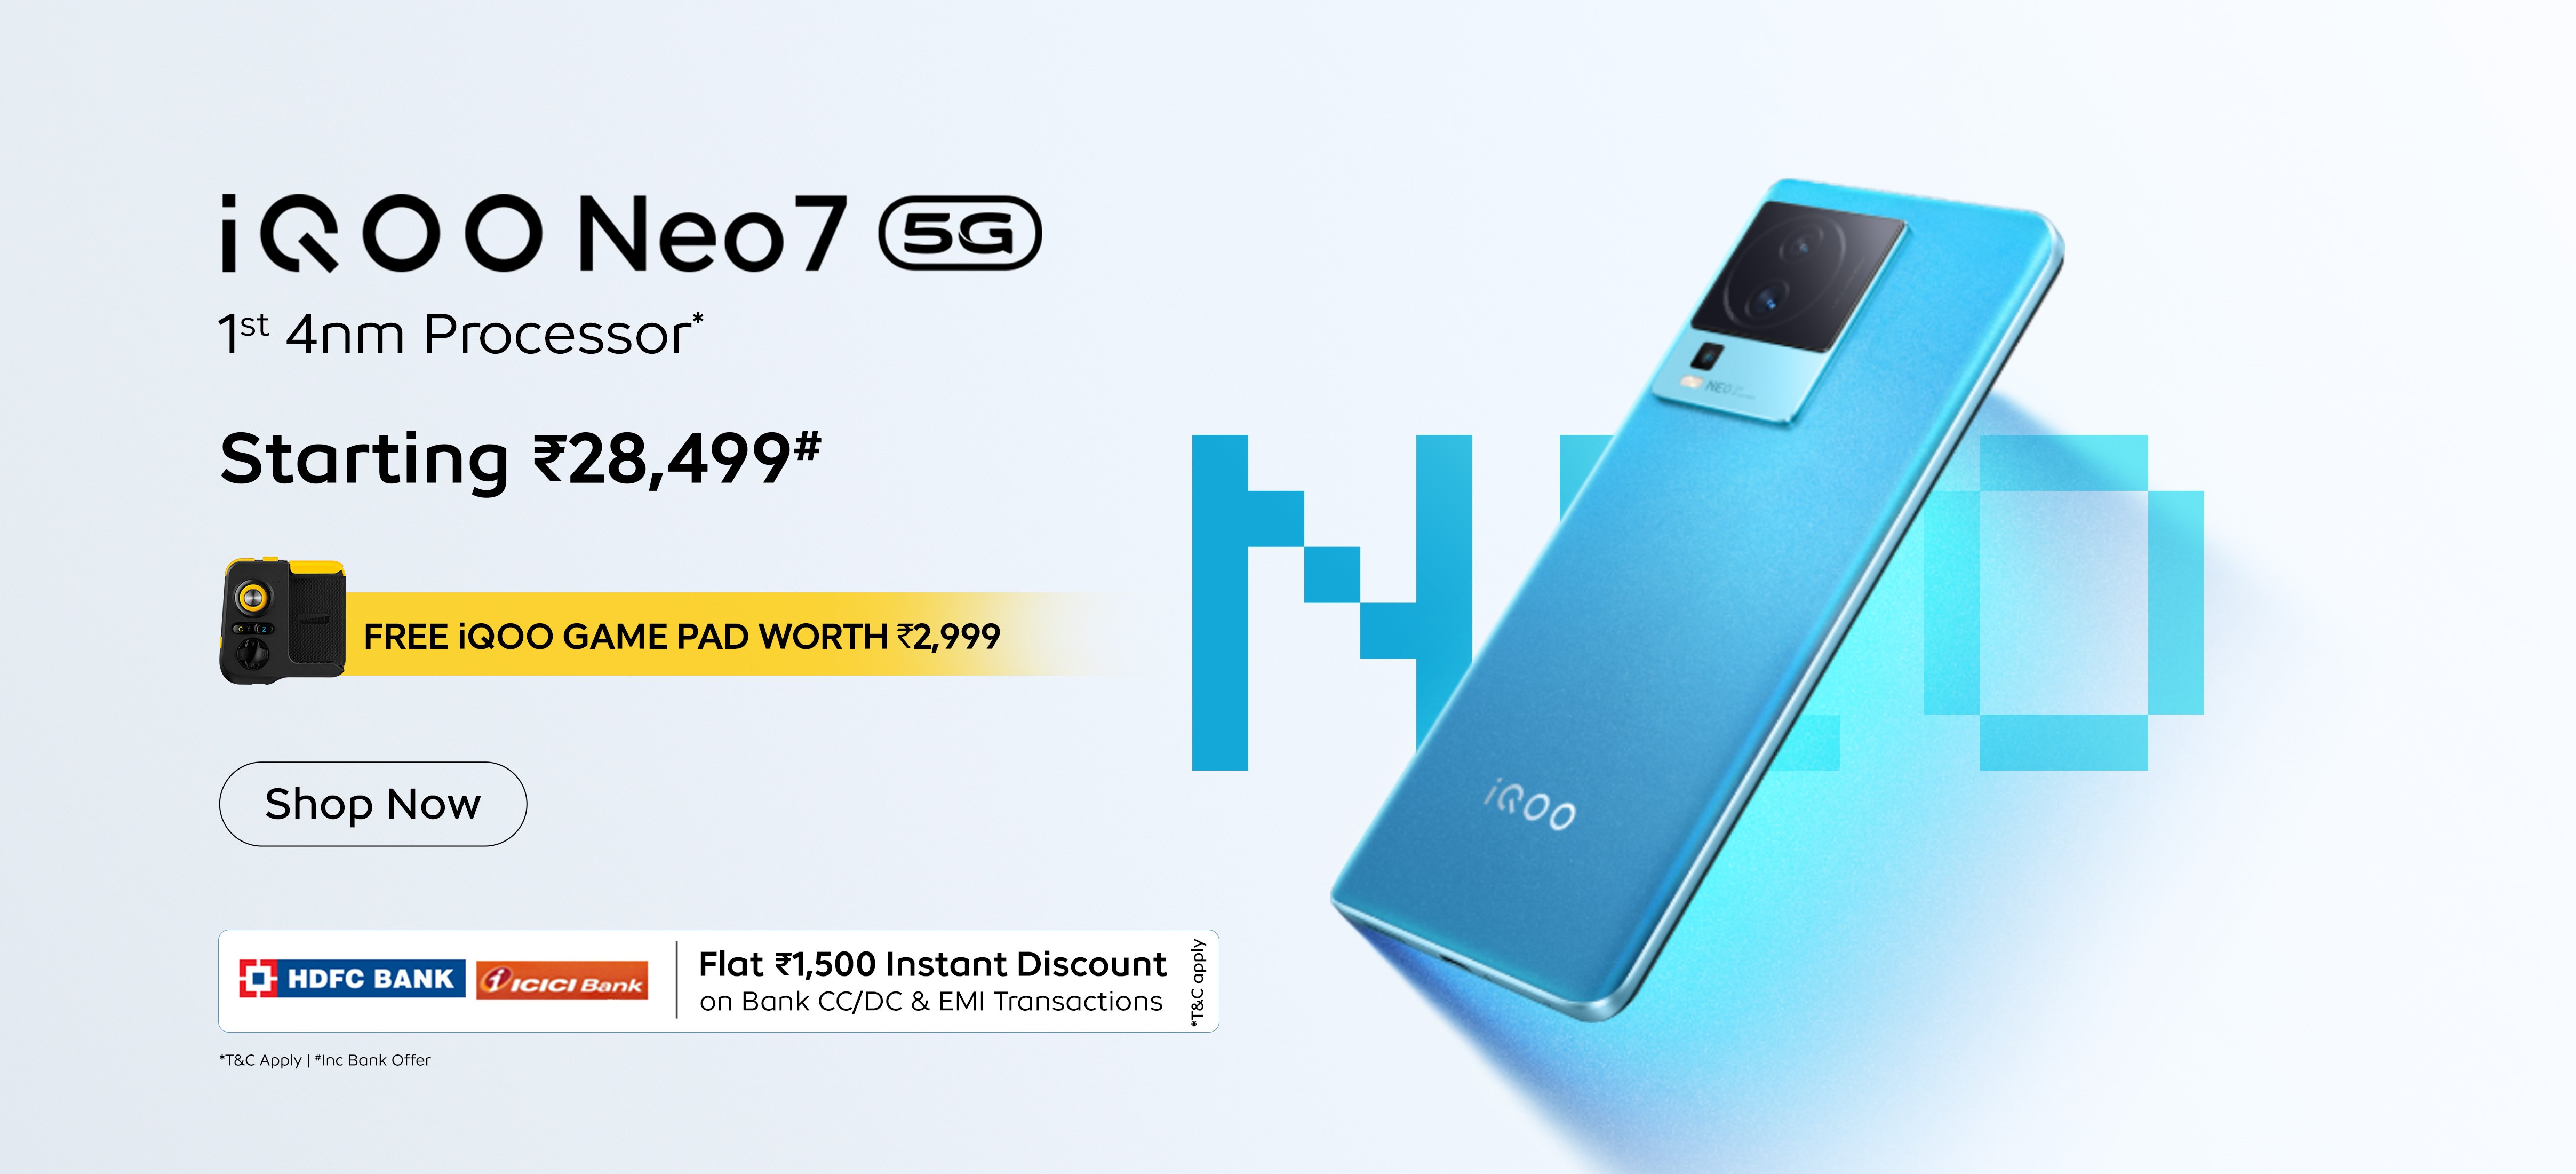 iQOO Neo7 5G
1st 4nm Processor*
Starting ₹28,499#
FREE iQOO GAME PAD WORTH ₹2,999
Shop Now
HDFC BANK
ICICI Bank
Flat ₹1,500 Instant Discount
on Bank CC/DC & EMI Transactions
*T&C apply
*T&C Apply | #Inc Bank Offer
NEO
iQOO